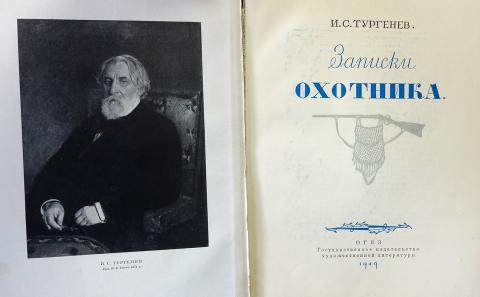 И. С. ТУРГЕНЕВ
И.С.ТУРГЕНЕВ.
Записки
ОХОТНИКА.
ОГИЗ
Государственное издательство
художественной литературы
1949